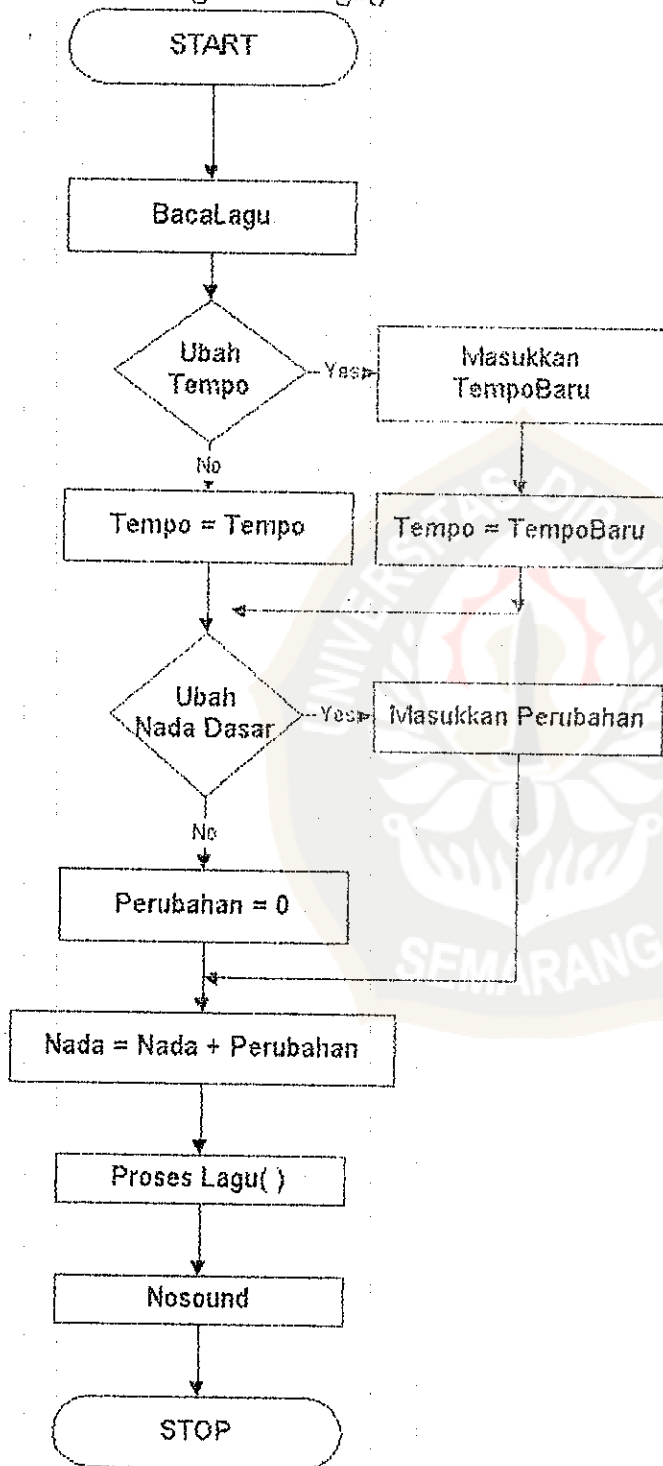 START
BacaLagu
Ubah
Tempo
Yes
Masukkan
TempoBaru
No
Tempo = Tempo
Tempo = TempoBaru
Ubah
Nada Dasar
Yes
Masukkan Perubahan
No
Perubahan = 0
Nada = Nada + Perubahan
Proses Lagu( )
Nosound
STOP
SEMARANG